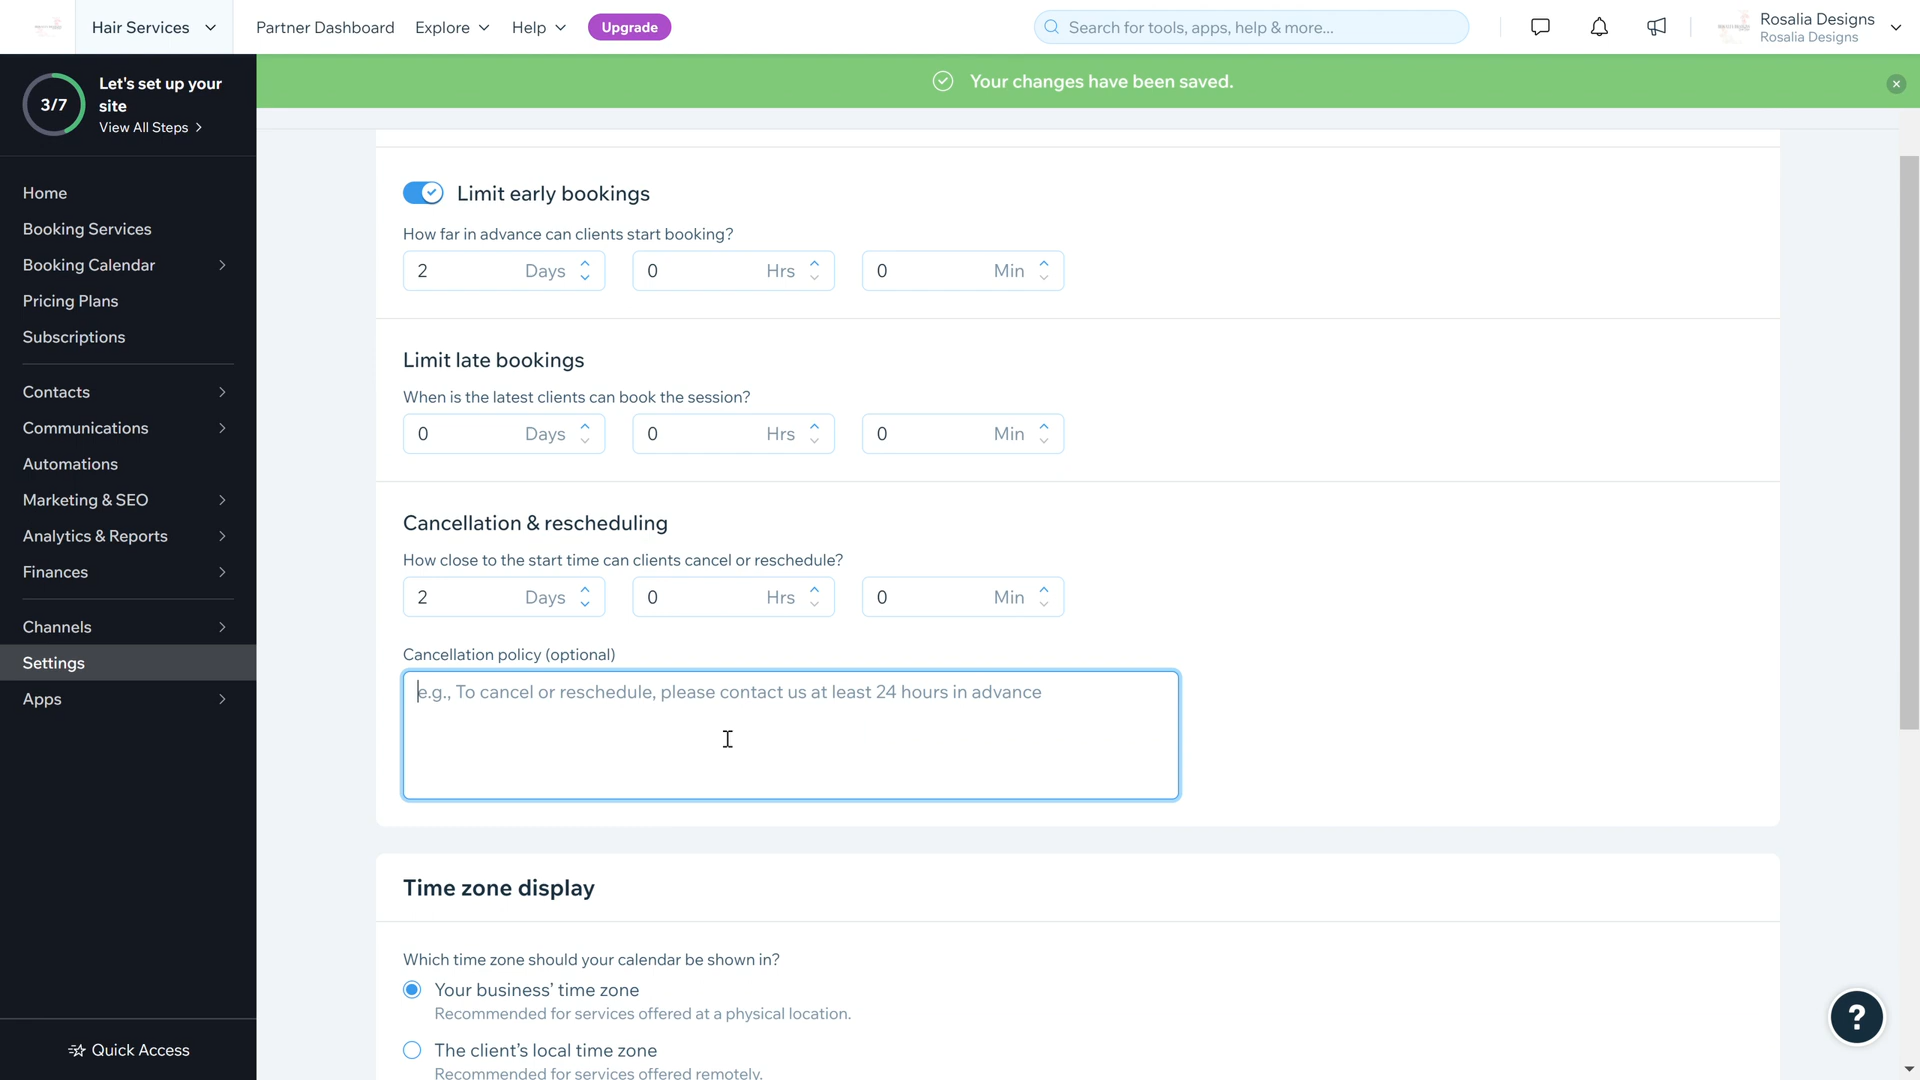 Hair Services
Partner Dashboard
Explore
Help
Upgrade
Search for tools, apps, help & more...
Rosalia Designs
Rosalia Designs
3/7
Let's set up your
site
View All Steps
Your changes have been saved.
Home
Booking Services
Booking Calendar
Pricing Plans
Subscriptions
Contacts
Communications
Automations
Marketing & SEO
Analytics & Reports
Finances
Channels
Settings
Apps
Quick Access
Limit early bookings
How far in advance can clients start booking?
2 Days 0 Hrs 0 Min
Limit late bookings
When is the latest clients can book the session?
0 Days 0 Hrs 0 Min
Cancellation & rescheduling
How close to the start time can clients cancel or reschedule?
2 Days 0 Hrs 0 Min
Cancellation policy (optional)
e.g., To cancel or reschedule, please contact us at least 24 hours in advance
Time zone display
Which time zone should your calendar be shown in?
Your business’ time zone
Recommended for services offered at a physical location.
The client’s local time zone
Recommended for services offered remotely.
?